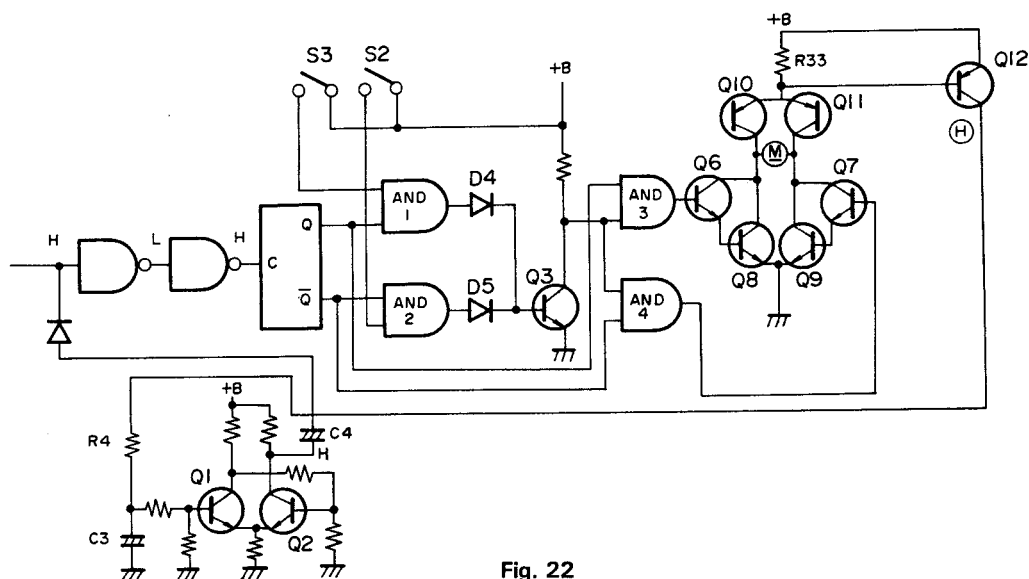 +B
R33
Q12
S3
S2
+B
Q10
Q11
H
M
Q6
Q7
AND
1
D4
AND
3
H
L
H
C
Q
Q̅
Q8
Q9
D5
Q3
AND
2
AND
4
+B
C4
H
R4
Q1
Q2
C3
Fig. 22